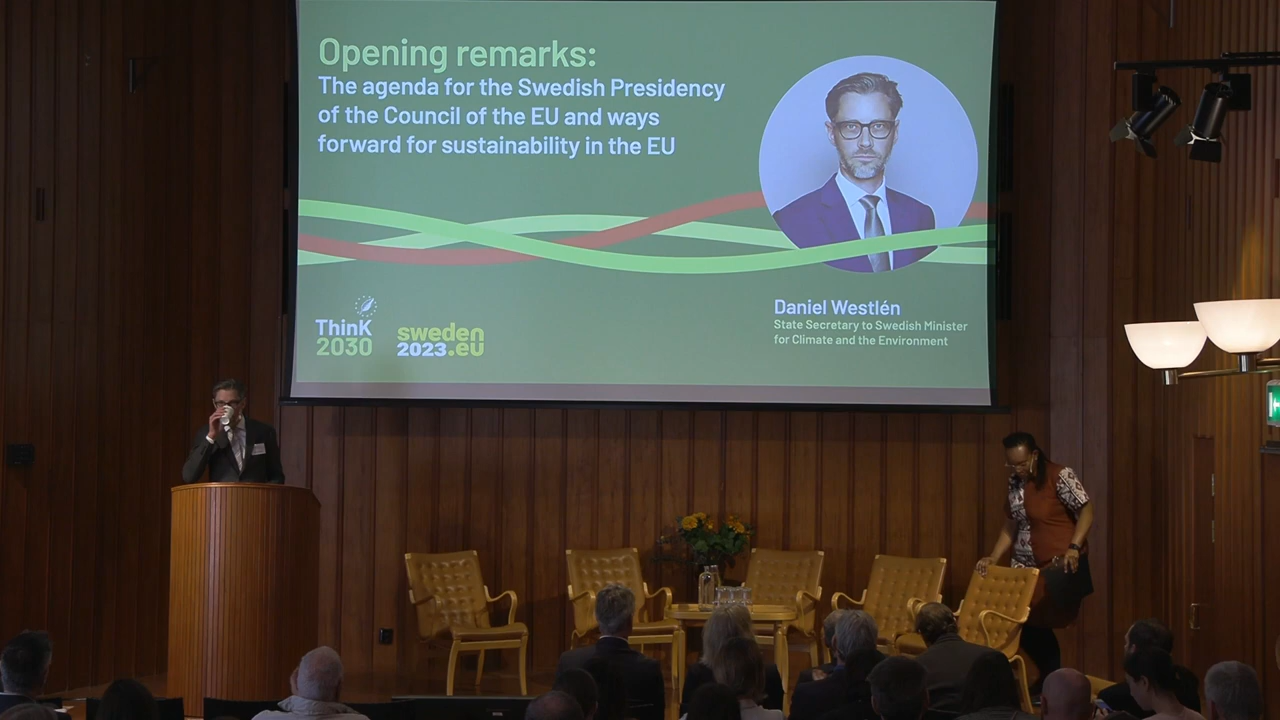 Opening remarks:
The agenda for the Swedish Presidency
of the Council of the EU and ways
forward for sustainability in the EU
Daniel Westlén
State Secretary to Swedish Minister
for Climate and the Environment
ThinK
2030
sweden
2023.eu